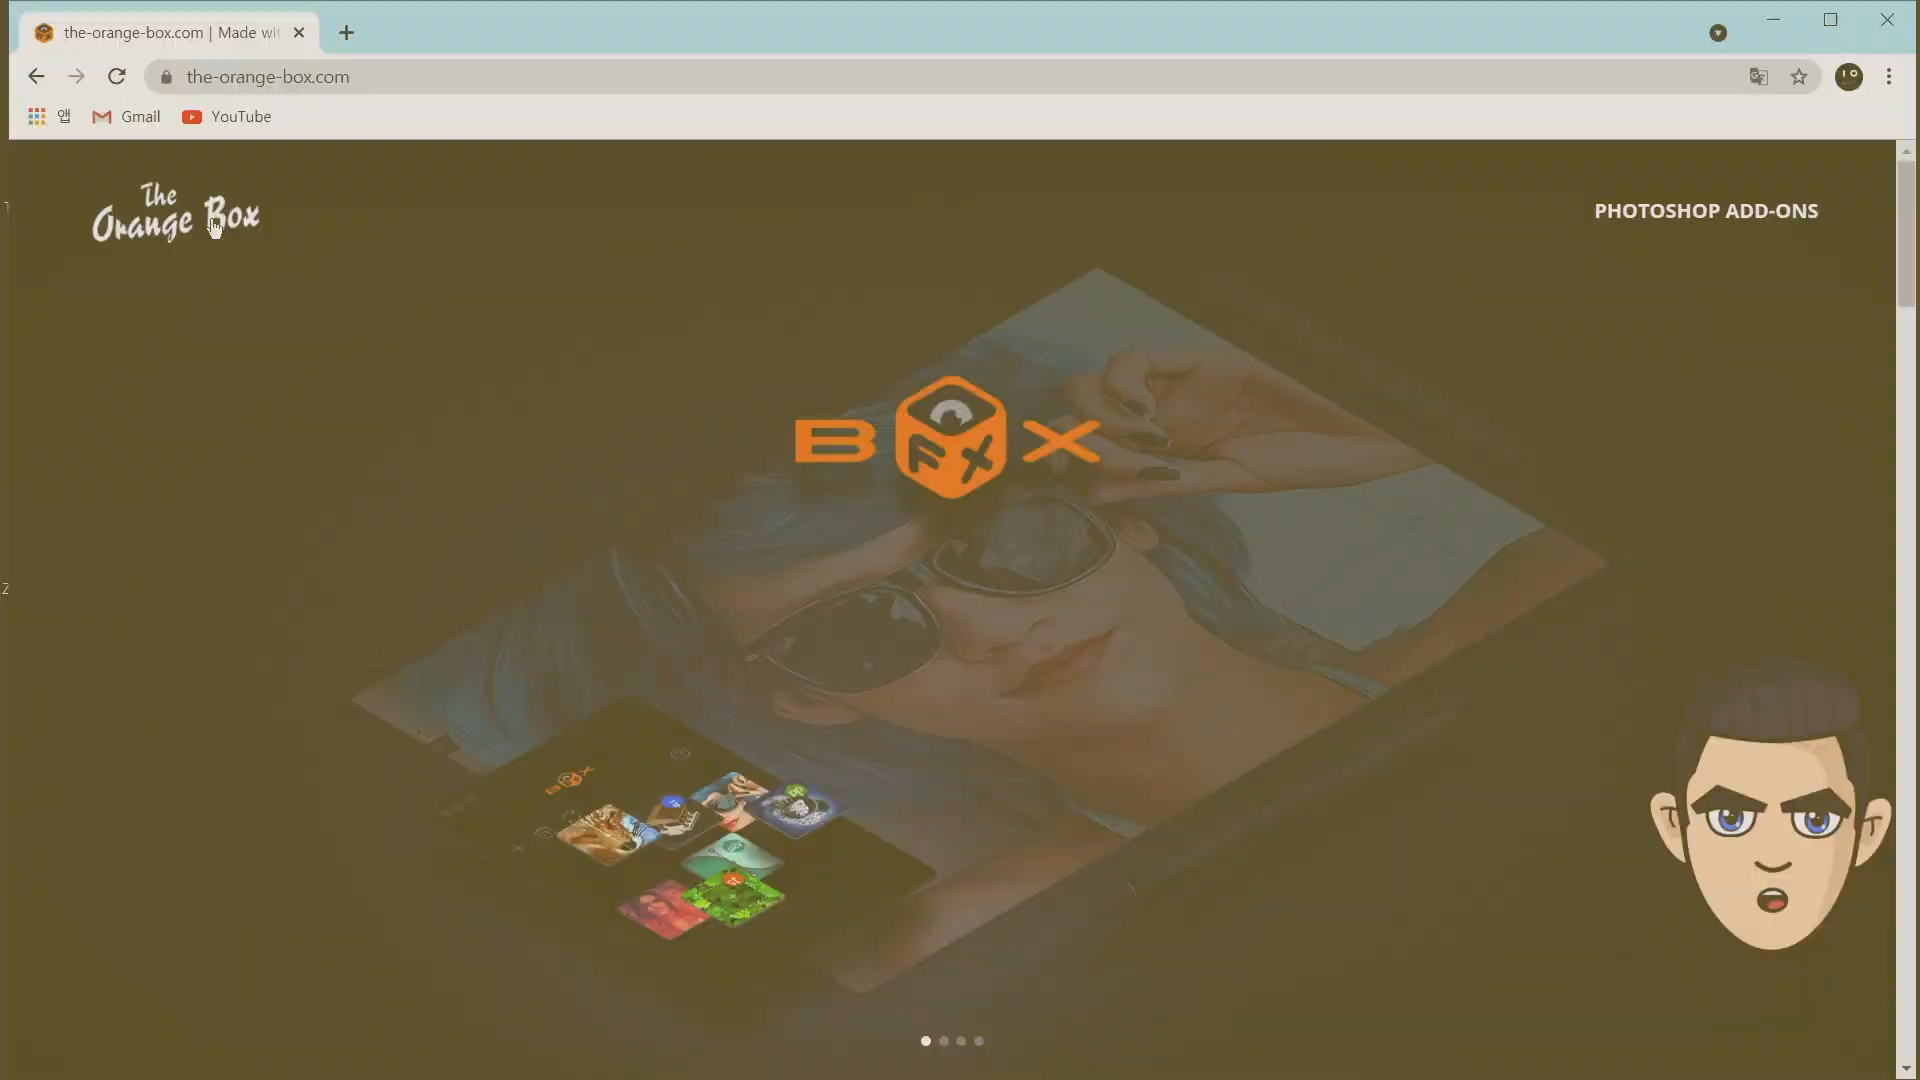 the-orange-box.com | Made wi
the-orange-box.com
앱 Gmail YouTube
The
Orange Box
PHOTOSHOP ADD-ONS
B FX X